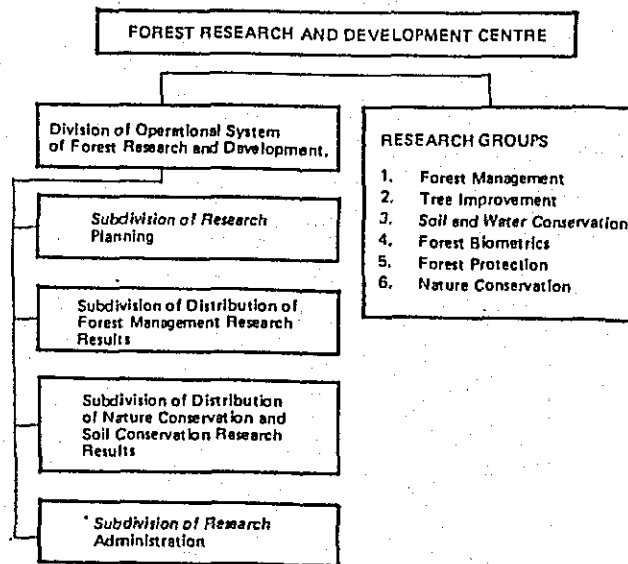 FOREST RESEARCH AND DEVELOPMENT CENTRE
Division of Operational System
of Forest Research and Development.
Subdivision of Research
Planning
Subdivision of Distribution of
Forest Management Research
Results
Subdivision of Distribution
of Nature Conservation and
Soil Conservation Research
Results
Subdivision of Research
Administration
RESEARCH GROUPS
1. Forest Management
2. Tree Improvement
3. Soil and Water Conservation
4. Forest Biometrics
5. Forest Protection
6. Nature Conservation